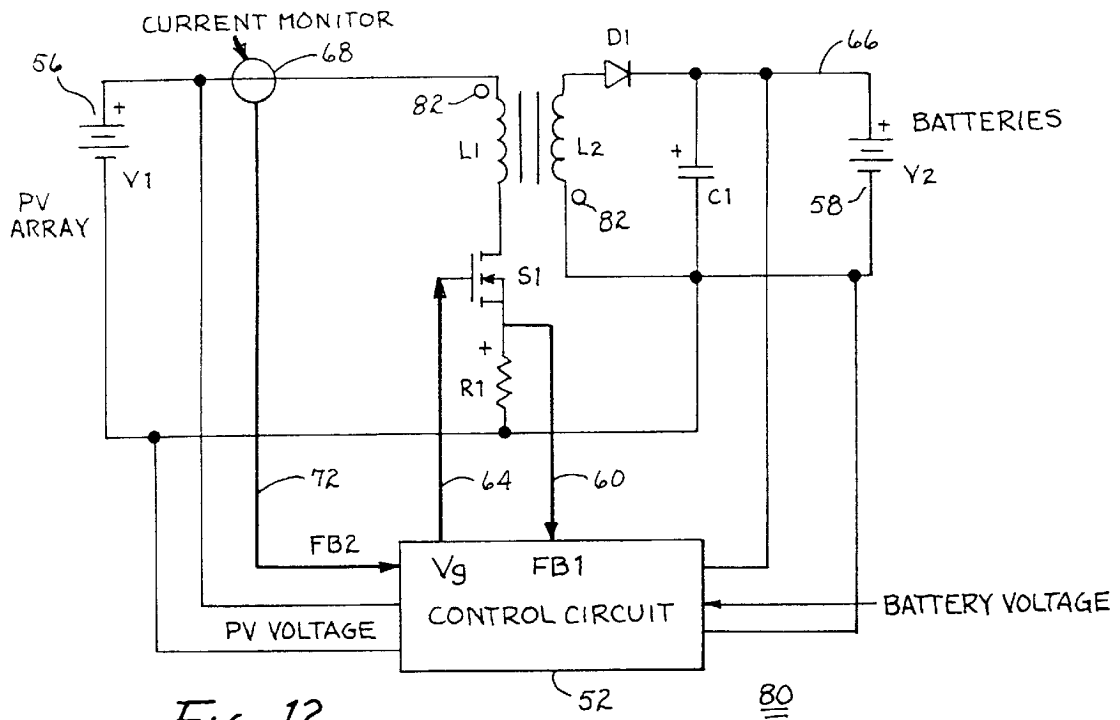 CURRENT MONITOR
68
D1
66
56
+
82
L1
L2
+
C1
+
BATTERIES
V2
58
V1
PV
ARRAY
82
S1
+
R1
72
64
60
FB2
Vg
FB1
CONTROL CIRCUIT
BATTERY VOLTAGE
PV VOLTAGE
52
80
Fig. 12